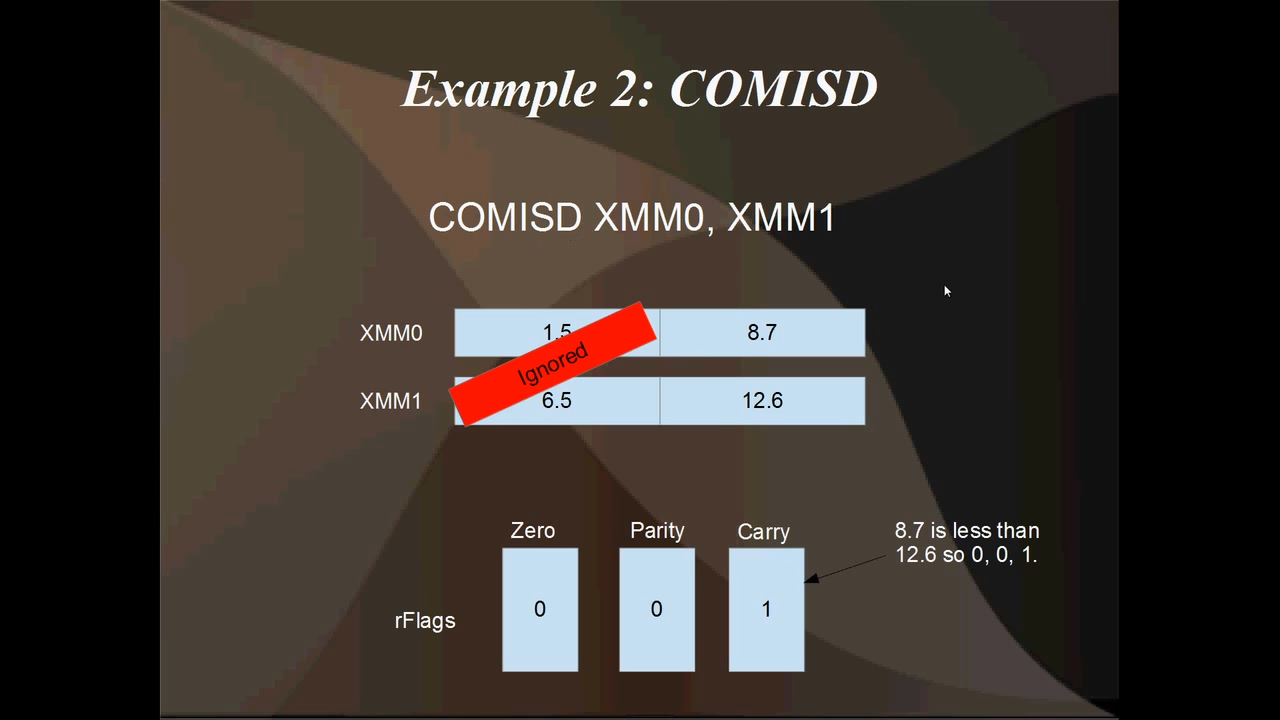 Example 2: COMISD
COMISD XMM0, XMM1
XMM0
1.5
8.7
Ignored
XMM1
6.5
12.6
Zero
Parity
Carry
8.7 is less than
12.6 so 0, 0, 1.
rFlags
0
0
1